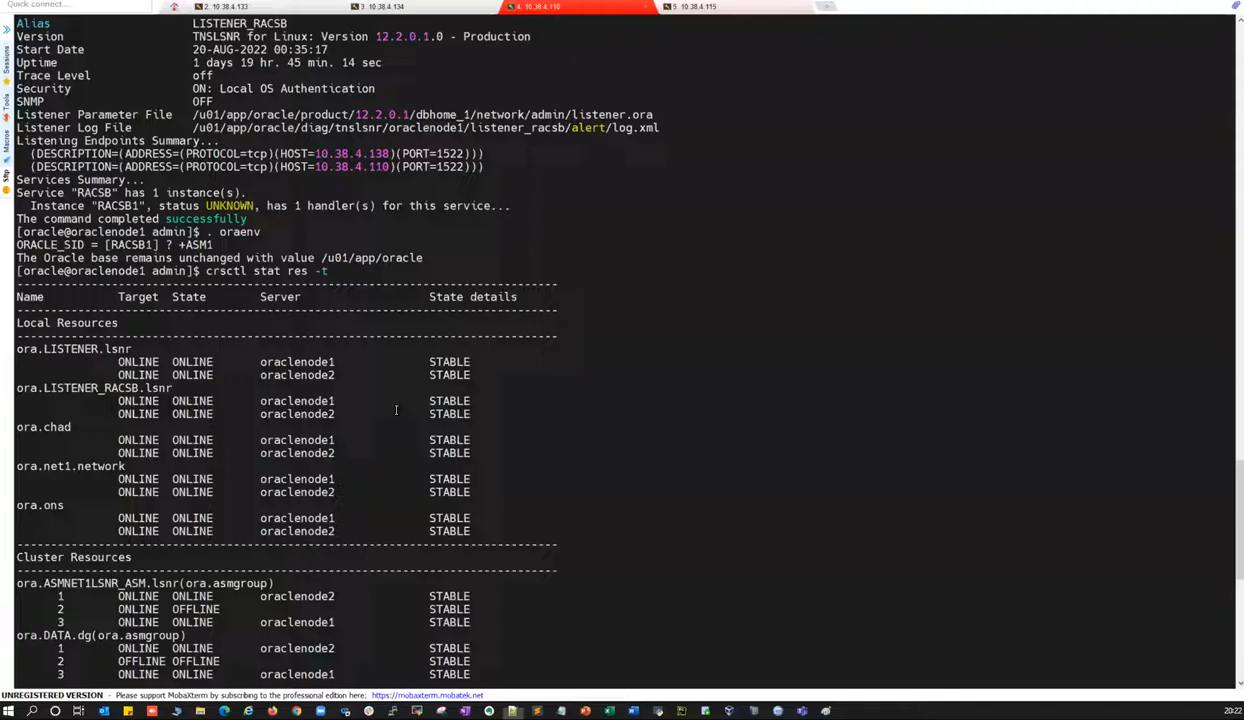 Quick connect...
2. 10.38.4.133
3. 10.38.4.134
4. 10.38.4.110
5. 10.38.4.115
Sessions
Tools
Macros
Sftp
Alias LISTENER_RACSB
Version TNSLSNR for Linux: Version 12.2.0.1.0 - Production
Start Date 20-AUG-2022 00:35:17
Uptime 1 days 19 hr. 45 min. 14 sec
Trace Level off
Security ON: Local OS Authentication
SNMP OFF
Listener Parameter File /u01/app/oracle/product/12.2.0.1/dbhome_1/network/admin/listener.ora
Listener Log File /u01/app/oracle/diag/tnslsnr/oraclenode1/listener_racsb/alert/log.xml
Listening Endpoints Summary...
(DESCRIPTION=(ADDRESS=(PROTOCOL=tcp)(HOST=10.38.4.138)(PORT=1522)))
(DESCRIPTION=(ADDRESS=(PROTOCOL=tcp)(HOST=10.38.4.110)(PORT=1522)))
Services Summary...
Service "RACSB" has 1 instance(s).
Instance "RACSB1", status UNKNOWN, has 1 handler(s) for this service...
The command completed successfully
[oracle@oraclenode1 admin]$ . oraenv
ORACLE_SID = [RACSB1] ? +ASM1
The Oracle base remains unchanged with value /u01/app/oracle
[oracle@oraclenode1 admin]$ crsctl stat res -t
--------------------------------------------------------------------------------
Name Target State Server State details
--------------------------------------------------------------------------------
Local Resources
--------------------------------------------------------------------------------
ora.LISTENER.lsnr
ONLINE ONLINE oraclenode1 STABLE
ONLINE ONLINE oraclenode2 STABLE
ora.LISTENER_RACSB.lsnr
ONLINE ONLINE oraclenode1 STABLE
ONLINE ONLINE oraclenode2 STABLE
ora.chad
ONLINE ONLINE oraclenode1 STABLE
ONLINE ONLINE oraclenode2 STABLE
ora.net1.network
ONLINE ONLINE oraclenode1 STABLE
ONLINE ONLINE oraclenode2 STABLE
ora.ons
ONLINE ONLINE oraclenode1 STABLE
ONLINE ONLINE oraclenode2 STABLE
--------------------------------------------------------------------------------
Cluster Resources
--------------------------------------------------------------------------------
ora.ASMNET1LSNR_ASM.lsnr(ora.asmgroup)
1 ONLINE ONLINE oraclenode2 STABLE
2 ONLINE OFFLINE STABLE
3 ONLINE ONLINE oraclenode1 STABLE
ora.DATA.dg(ora.asmgroup)
1 ONLINE ONLINE oraclenode2 STABLE
2 OFFLINE OFFLINE STABLE
3 ONLINE ONLINE oraclenode1 STABLE
UNREGISTERED VERSION - Please support MobaXterm by subscribing to the professional edition here: https://mobaxterm.mobatek.net
20:22